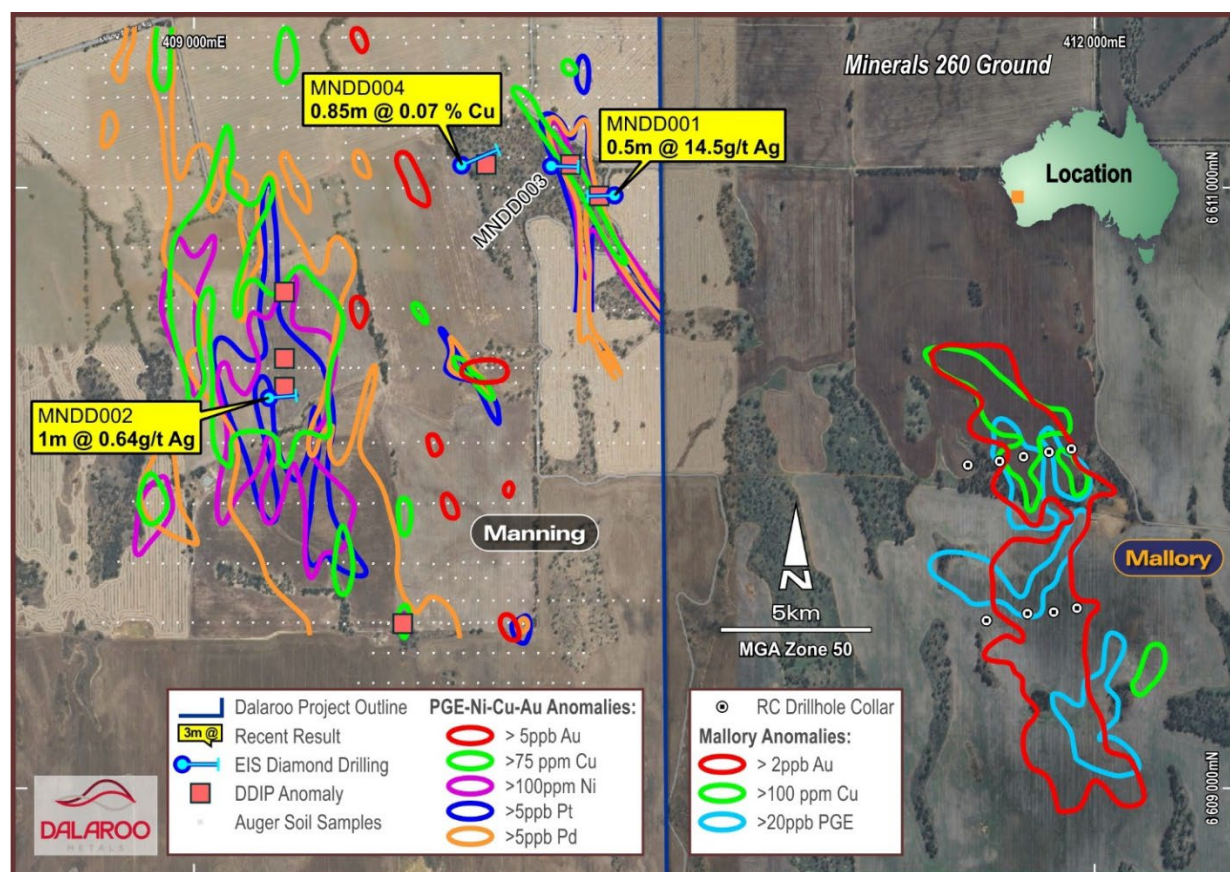 409 000mE
412 000mE
Minerals 260 Ground
MNDD004
0.85m @ 0.07 % Cu
MNDD001
0.5m @ 14.5g/t Ag
MNDD003
Location
6 611 000mN
MNDD002
1m @ 0.64g/t Ag
Manning
Mallory
N
5km
MGA Zone 50
Dalaroo Project Outline
3m @
Recent Result
EIS Diamond Drilling
DDIP Anomaly
Auger Soil Samples
PGE-Ni-Cu-Au Anomalies:
> 5ppb Au
>75 ppm Cu
>100ppm Ni
>5ppb Pt
>5ppb Pd
RC Drillhole Collar
Mallory Anomalies:
> 2ppb Au
>100 ppm Cu
>20ppb PGE
6 609 000mN
DALAROO
METALS